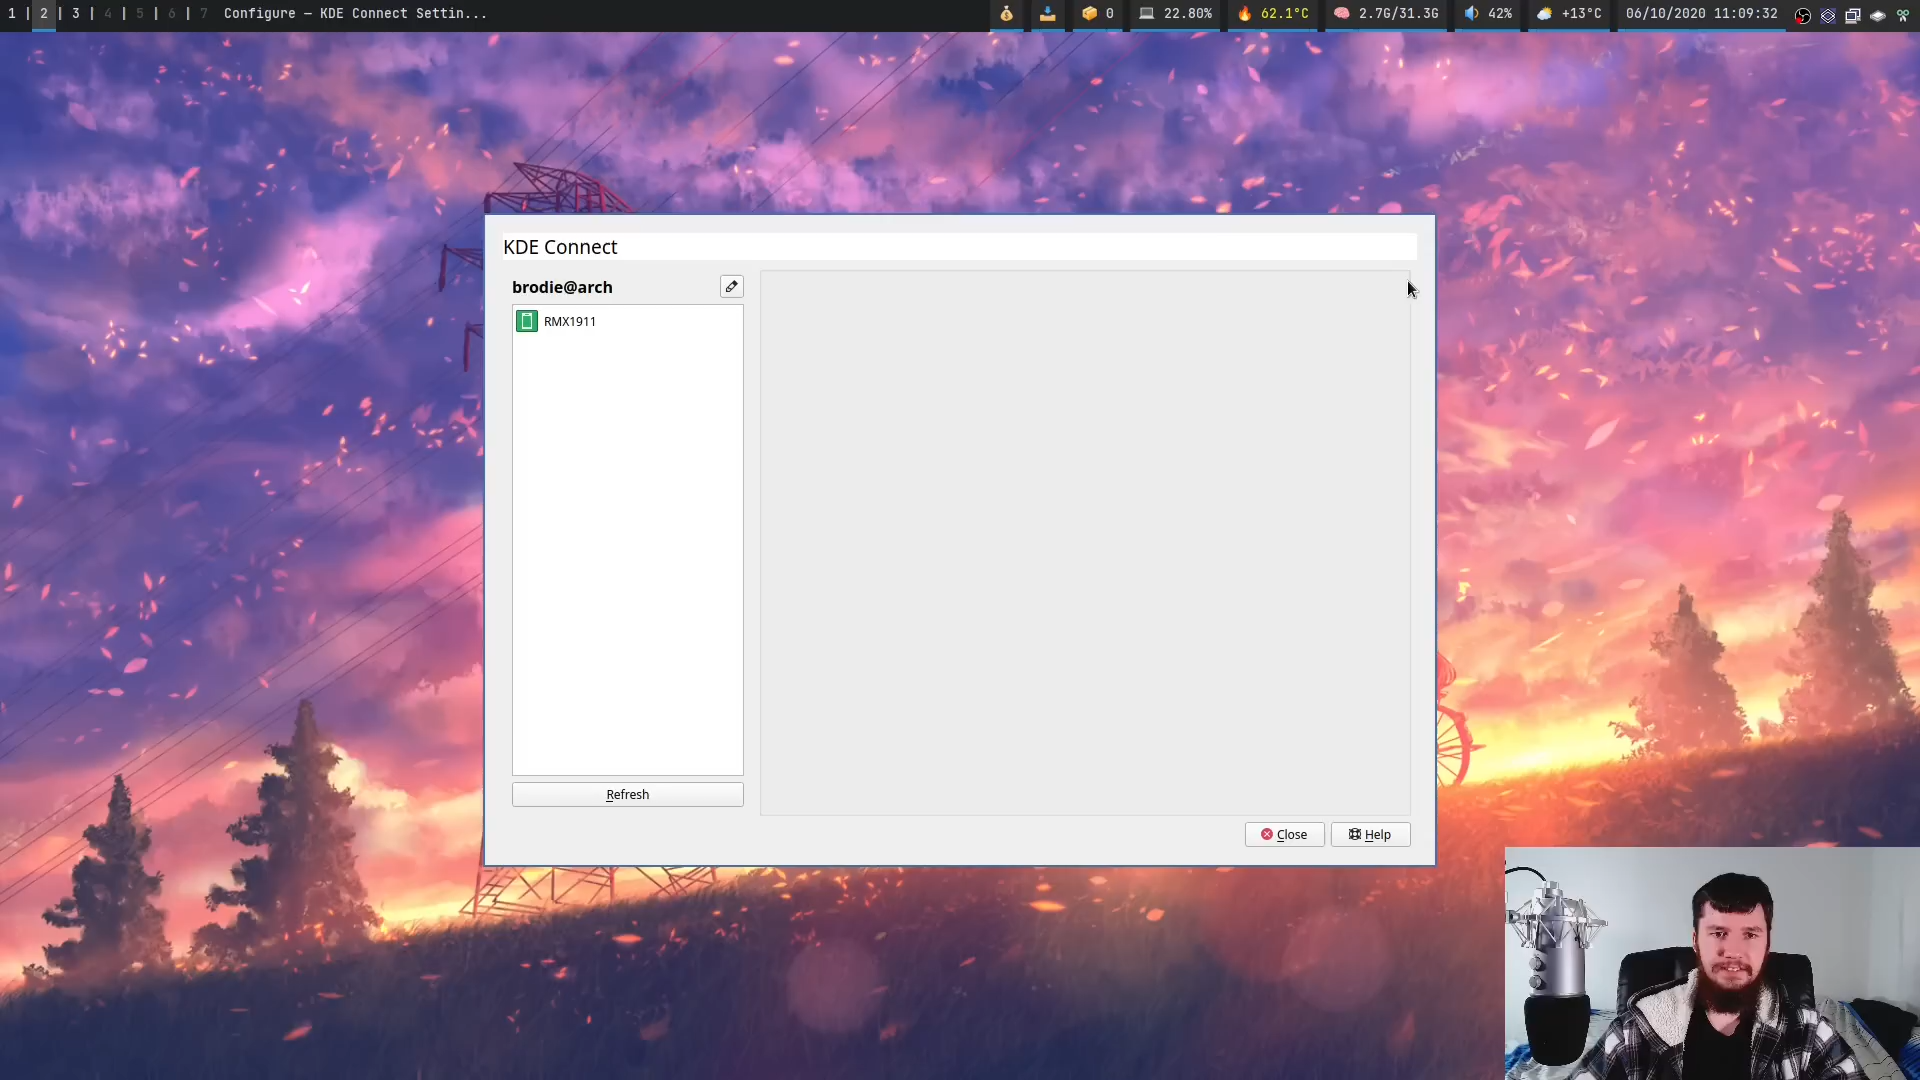 1 | 2 | 3 | 4 | 5 | 6 | 7 Configure – KDE Connect Settin... 0 22.80% 62.1°C 2.7G/31.3G 42% +13°C 06/10/2020 11:09:32
KDE Connect
brodie@arch
RMX1911
Refresh
Close Help